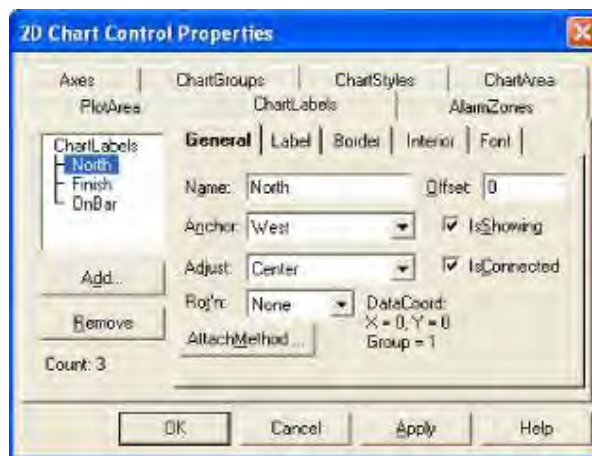 2D Chart Control Properties
Axes ChartGroups ChartStyles ChartArea
PlotArea ChartLabels AlarmZones
ChartLabels
North
Finish
OnBar
Add...
Remove
Count: 3
General Label Border Interior Font
Name: North Offset: 0
Anchor: West IsShowing
Adjust: Center IsConnected
Rot'n: None DataCoord:
X = 0, Y = 0
AttachMethod... Group = 1
OK Cancel Apply Help